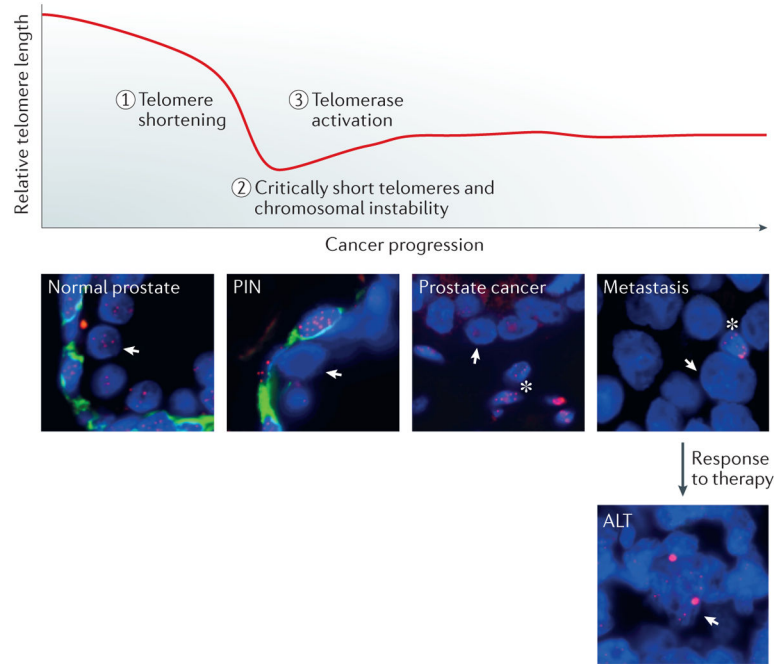 Relative telomere length
① Telomere
shortening
③ Telomerase
activation
② Critically short telomeres and
chromosomal instability
Cancer progression
Normal prostate
PIN
Prostate cancer
*
Metastasis
*
Response
to therapy
ALT